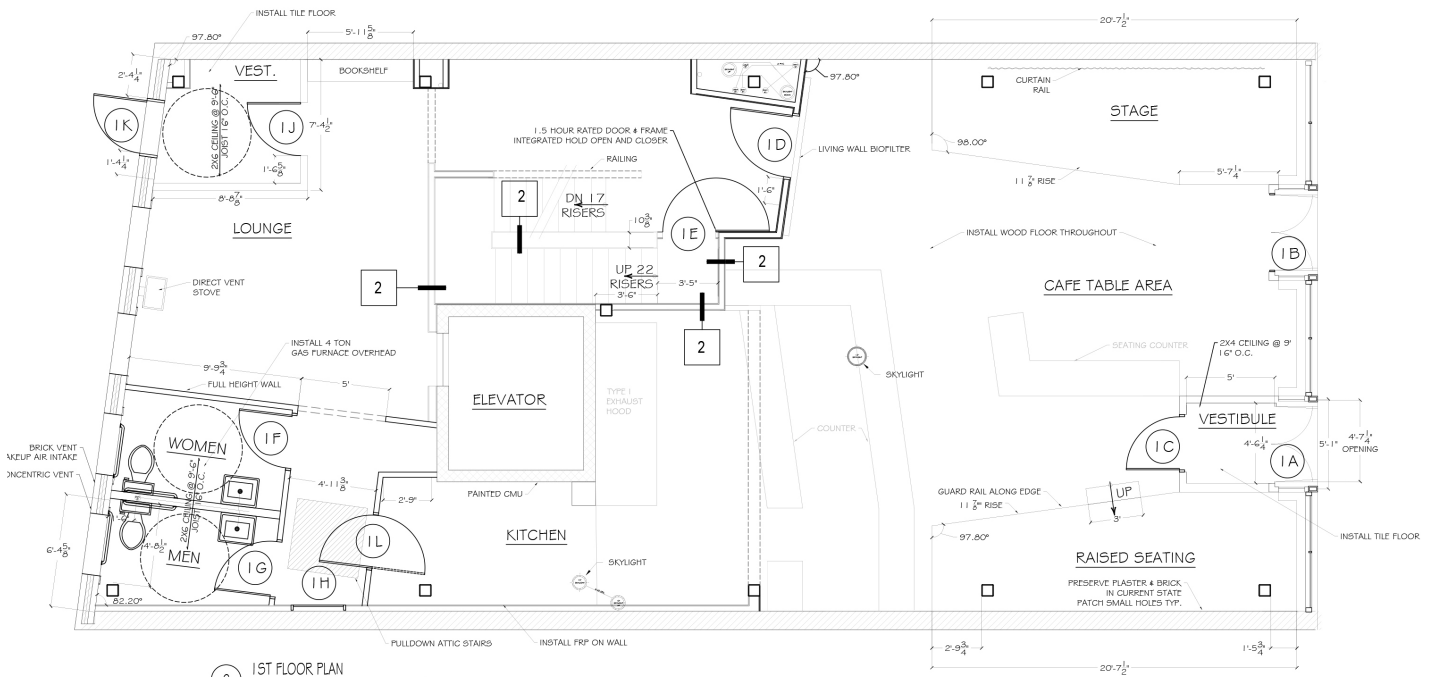 INSTALL TILE FLOOR
20'-7 1/2"
5'-11 5/8"
97.80°
2'-4 1/4"
VEST.
BOOKSHELF
97.80°
CURTAIN
RAIL
STAGE
1K
2X6 CEILING @ 9'-6"
JOIST 16" O.C.
1J
7'-4 1/2"
1.5 HOUR RATED DOOR & FRAME
INTEGRATED HOLD OPEN AND CLOSER
1D
98.00°
LIVING WALL BIOFILTER
1'-4 1/4"
1'-6 5/8"
RAILING
11 7/8" RISE
5'-7 1/4"
8'-8 7/8"
2
DN 17
RISERS
1'-6"
10 3/8"
LOUNGE
1E
INSTALL WOOD FLOOR THROUGHOUT
1B
2
2
UP 22
RISERS
3'-5"
3'-6"
DIRECT VENT
STOVE
CAFE TABLE AREA
2
INSTALL 4 TON
GAS FURNACE OVERHEAD
SEATING COUNTER
2X4 CEILING @ 9'
16" O.C.
SKYLIGHT
9'-9 3/4"
5'
FULL HEIGHT WALL
5'
ELEVATOR
TYPE 1
EXHAUST
HOOD
VESTIBULE
COUNTER
WOMEN
1F
1C
4'-6 1/4"
5'-1"
4'-7 1/4"
OPENING
BRICK VENT
AKEUP AIR INTAKE
ONCENTRIC VENT
1A
2X6 CEILING @ 9'-6"
JOIST 16" O.C.
4'-11 3/8"
2'-9"
PAINTED CMU
GUARD RAIL ALONG EDGE
11 7/8" RISE
UP
3'
6'-4 5/8"
4'-8 1/2"
MEN
1G
1L
KITCHEN
97.80°
INSTALL TILE FLOOR
1H
SKYLIGHT
RAISED SEATING
PRESERVE PLASTER & BRICK
IN CURRENT STATE
PATCH SMALL HOLES TYP.
82.20°
PULLDOWN ATTIC STAIRS
INSTALL FRP ON WALL
2'-9 3/4"
1'-5 3/4"
1ST FLOOR PLAN
20'-7 1/2"